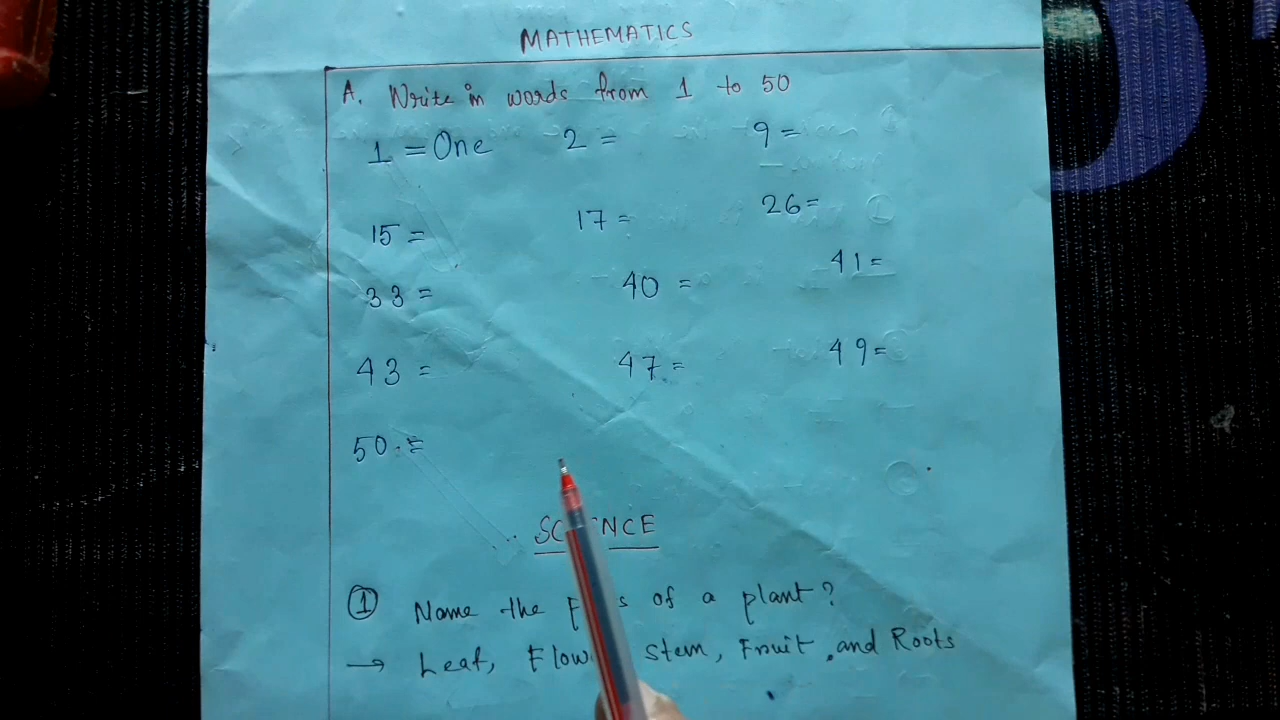 MATHEMATICS
A. Write in words from 1 to 50
1 = One 2 = 9 =
15 = 17 = 26 =
33 = 40 = 41 =
43 = 47 = 49 =
50 =
① Name the of a plant?
→ Leaf, stem, Fruit, and Roots